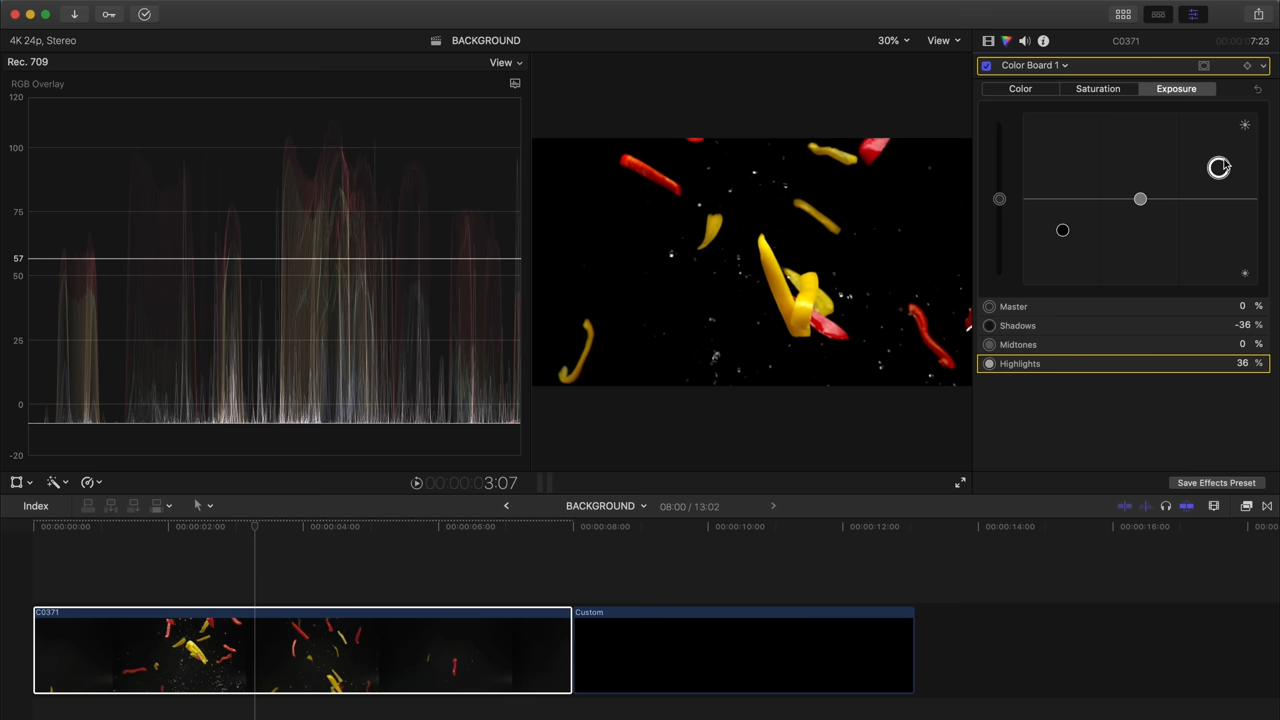 4K 24p, Stereo
BACKGROUND
30%
View
C0371
00:00:00:07:23
Rec. 709
View
Color Board 1
RGB Overlay
Color
Saturation
Exposure
120
100
75
57
50
25
0
-20
Master
0 %
Shadows
-36 %
Midtones
0 %
Highlights
36 %
00:00:00:03:07
Save Effects Preset
Index
BACKGROUND
08:00 / 13:02
00:00:00:00
00:00:02:00
00:00:04:00
00:00:06:00
00:00:08:00
00:00:10:00
00:00:12:00
00:00:14:00
00:00:16:00
C0371
Custom